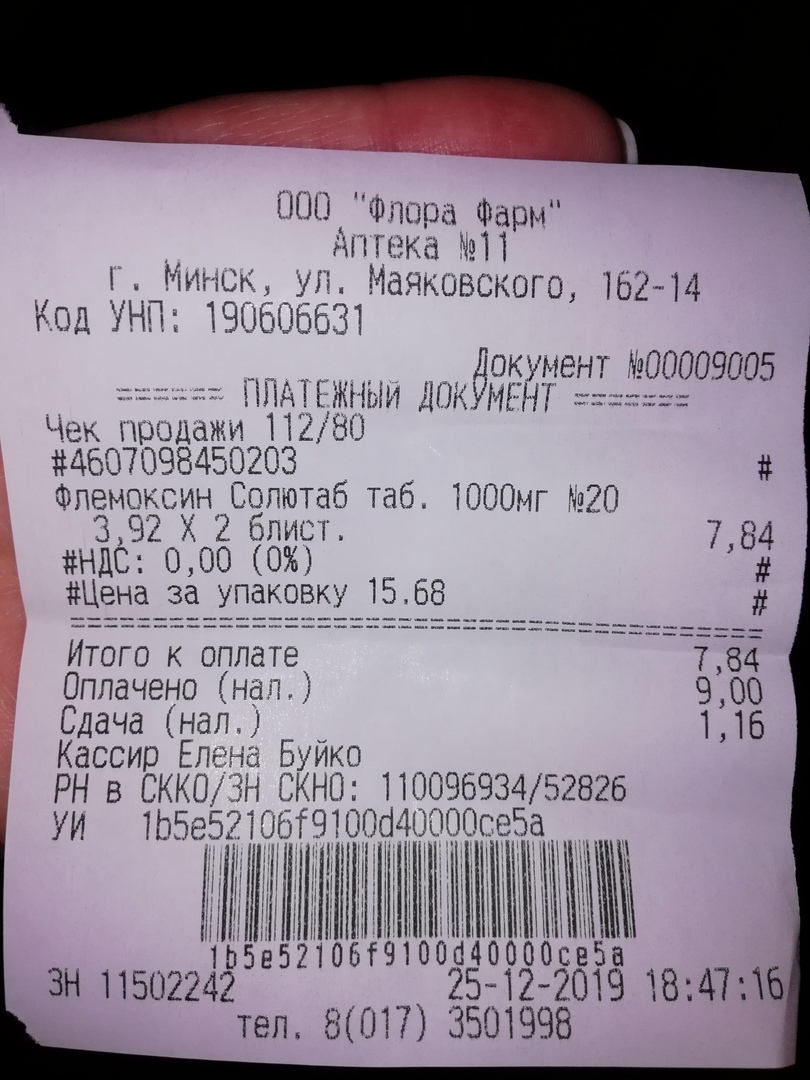 ООО "Флора Фарм"
Аптека №11
г. Минск, ул. Маяковского, 162-14
Код УНП: 190606631
Документ №00009005
===== ПЛАТЕЖНЫЙ ДОКУМЕНТ =====
Чек продажи 112/80
#4607098450203 #
Флемоксин Солютаб таб. 1000мг №20
3,92 X 2 блист. 7,84
#НДС: 0,00 (0%) #
#Цена за упаковку 15.68 #
Итого к оплате 7,84
Оплачено (нал.) 9,00
Сдача (нал.) 1,16
Кассир Елена Буйко
РН в СККО/ЗН СКНО: 110096934/52826
УИ 1b5e52106f9100d40000ce5a
1b5e52106f9100d40000ce5a
ЗН 11502242 25-12-2019 18:47:16
тел. 8(017) 3501998